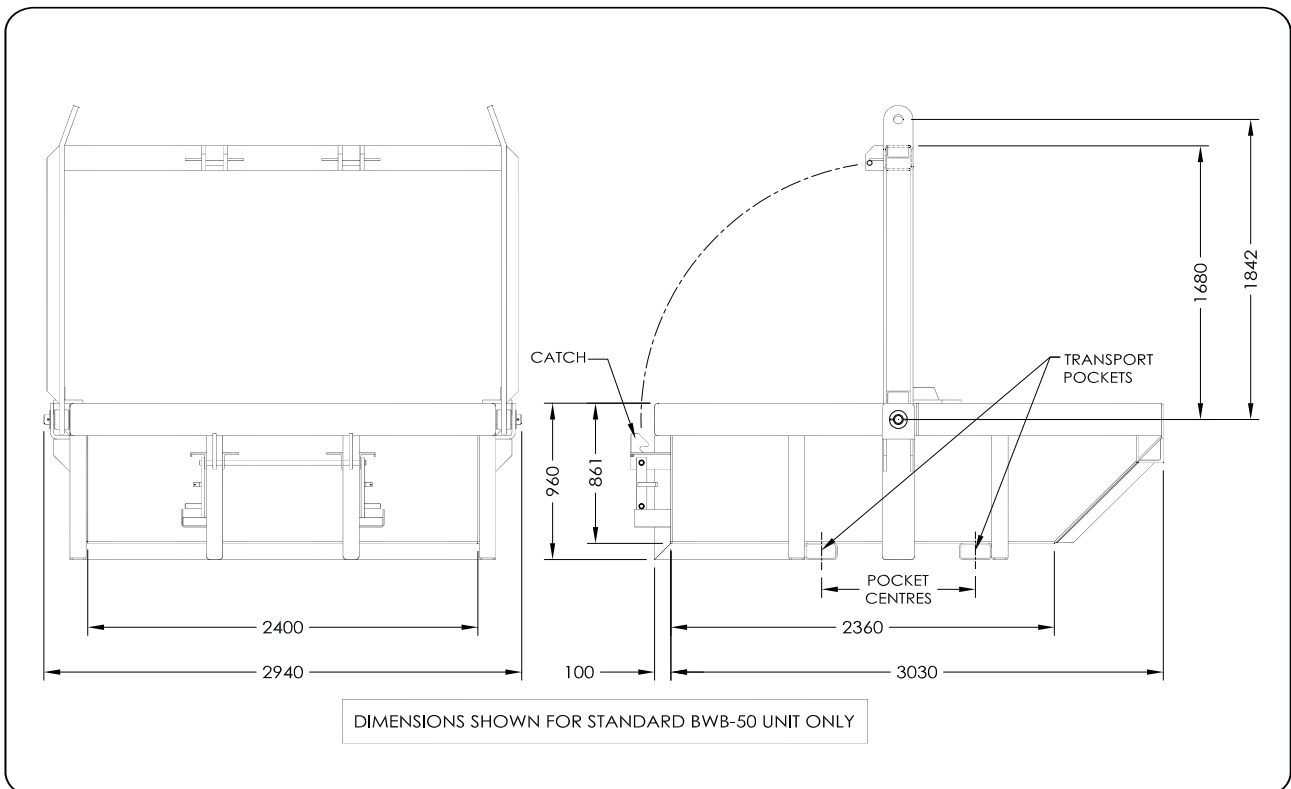 1680
1842
CATCH
TRANSPORT
POCKETS
960
861
POCKET
CENTRES
2400
2360
2940
100
3030
DIMENSIONS SHOWN FOR STANDARD BWB-50 UNIT ONLY